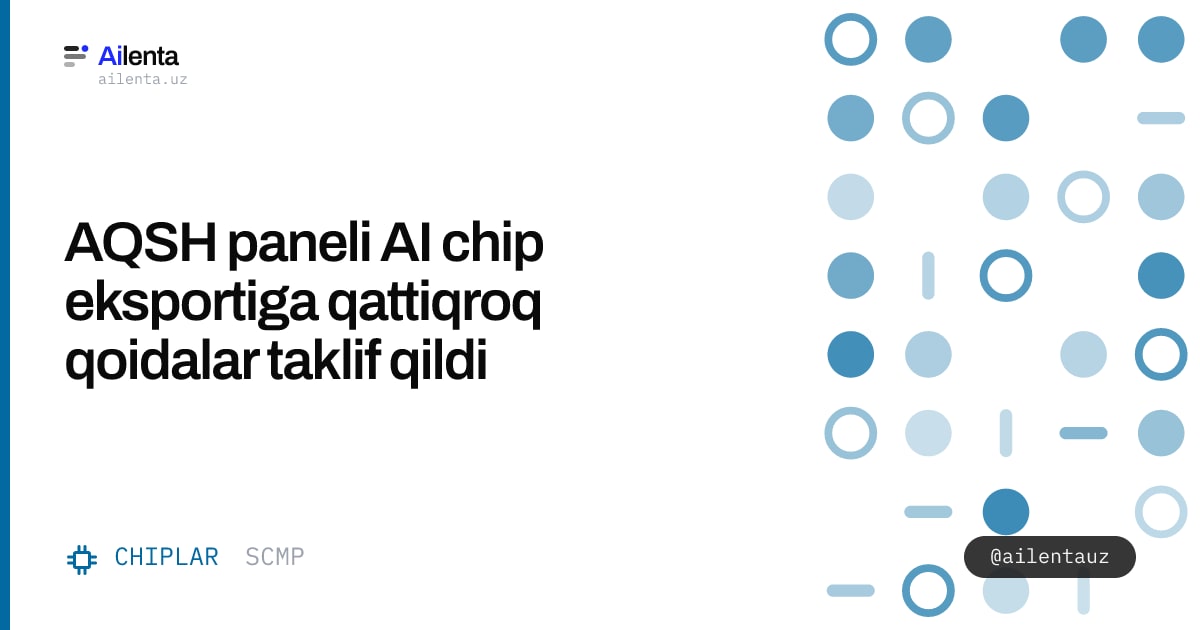 Ailenta
ailenta.uz
AQSH paneli AI chip
eksportiga qattiqroq
qoidalar taklif qildi
CHIPLAR SCMP
@ailentauz